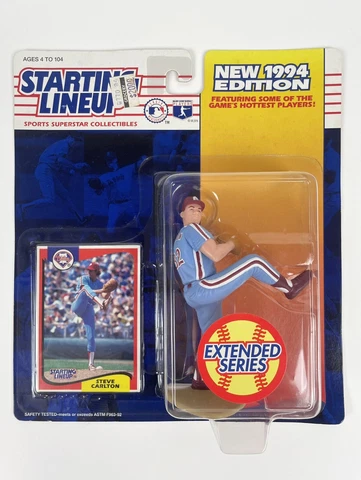 AGES 4 TO 104
STARTING
LINEUP
TM
SPORTS SUPERSTAR COLLECTIBLES
NEW 1994
EDITION
FEATURING SOME OF THE
GAME'S HOTTEST PLAYERS!
STARTING
LINEUP
STEVE
CARLTON
EXTENDED
SERIES
SAFETY TESTED-meets or exceeds ASTM F963-92